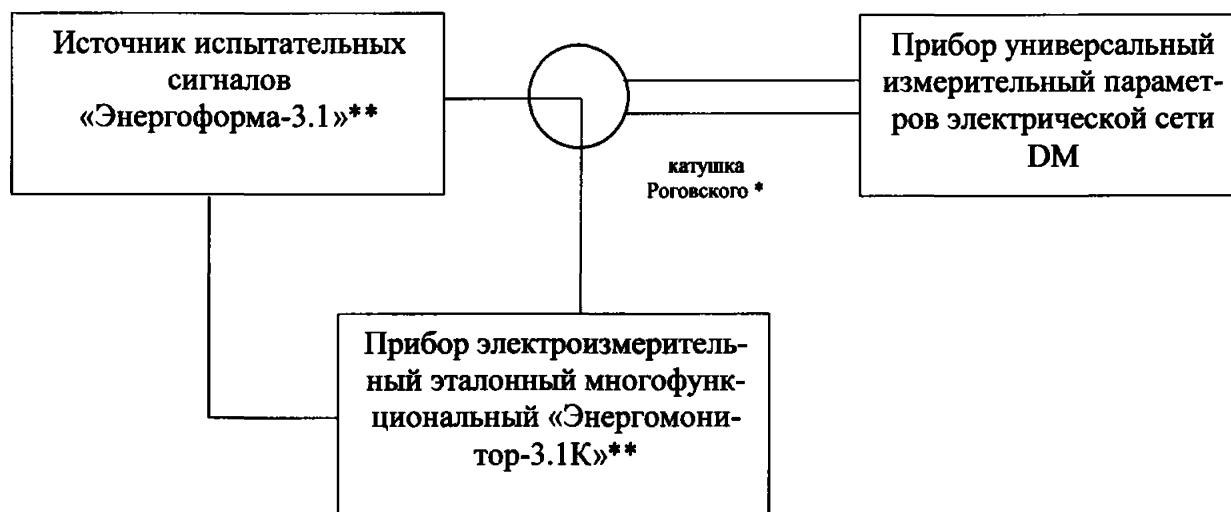 Источник испытательных
сигналов
«Энергоформа-3.1»**
Прибор универсальный
измерительный парамет-
ров электрической сети
DM
катушка
Роговского *
Прибор электроизмеритель-
ный эталонный многофунк-
циональный «Энергомони-
тор-3.1К»**